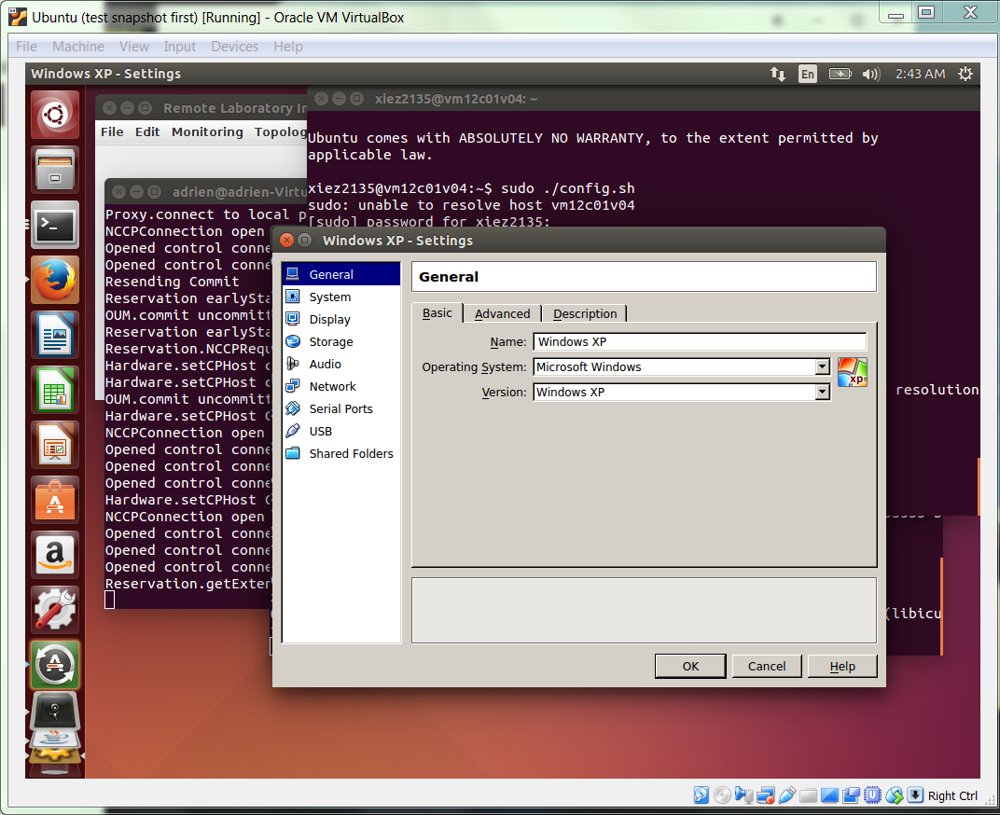 Ubuntu (test snapshot first) [Running] - Oracle VM VirtualBox
File Machine View Input Devices Help
Windows XP - Settings
En
2:43 AM
Remote Laboratory In
File Edit Monitoring Topolog
xiez2135@vm12c01v04: ~
Ubuntu comes with ABSOLUTELY NO WARRANTY, to the extent permitted by
applicable law.
xiez2135@vm12c01v04:~$ sudo ./config.sh
sudo: unable to resolve host vm12c01v04
[sudo] password for xiez2135:
resolution
(libicu
adrien@adrien-Virtu
Proxy.connect to local p
NCCPConnection open
Opened control conne
Opened control conne
Resending Commit
Reservation earlySta
OUM.commit uncommitt
Reservation earlySta
Reservation.NCCPRequ
Hardware.setCPHost c
Hardware.setCPHost c
OUM.commit uncommitt
Hardware.setCPHost
NCCPConnection open
Opened control conne
Opened control conne
Opened control conne
Hardware.setCPHost
NCCPConnection open
Opened control conne
Opened control conne
Opened control conne
Reservation.getExten
Windows XP - Settings
General
System
Display
Storage
Audio
Network
Serial Ports
USB
Shared Folders
General
Basic Advanced Description
Name: Windows XP
Operating System: Microsoft Windows
Version: Windows XP
xp
OK Cancel Help
Right Ctrl